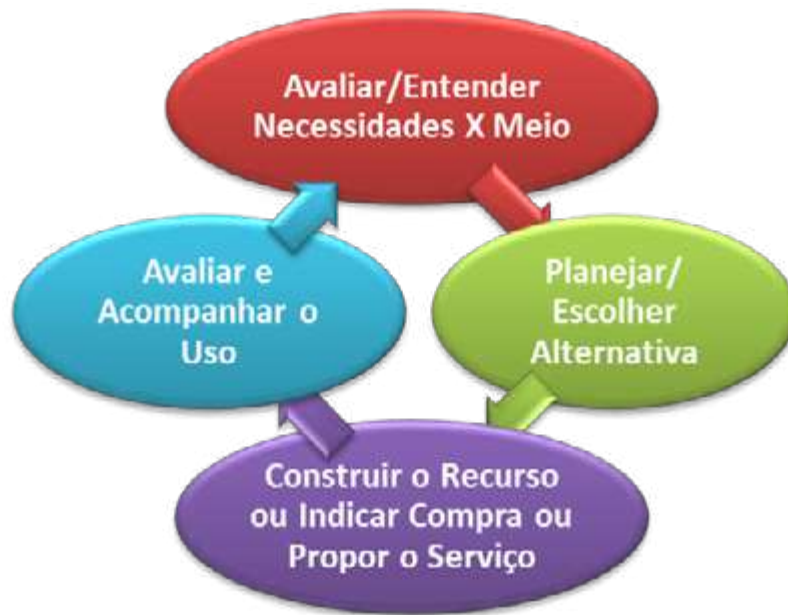 Avaliar/Entender
Necessidades X Meio
Planejar/
Escolher
Alternativa
Construir o Recurso
ou Indicar Compra ou
Propor o Serviço
Avaliar e
Acompanhar o
Uso